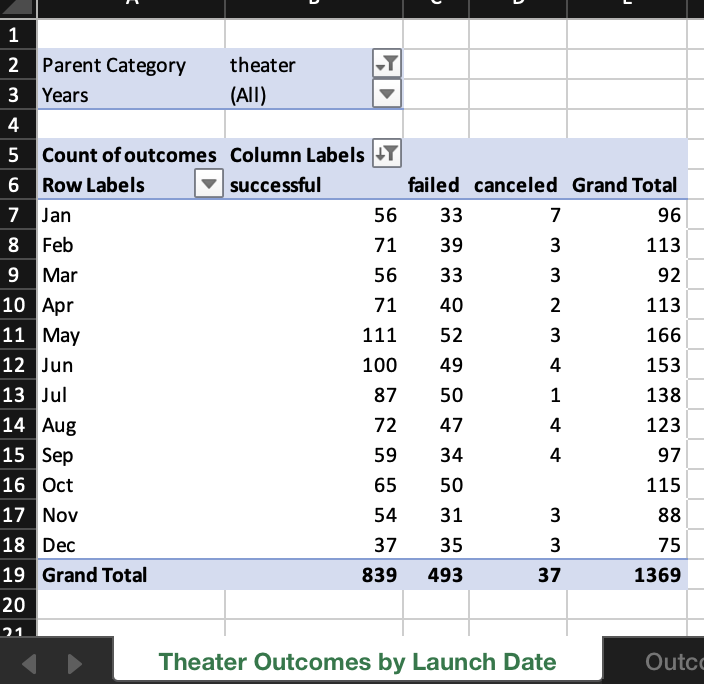 1
2 Parent Category theater
3 Years (All)
4
5 Count of outcomes Column Labels
6 Row Labels successful failed canceled Grand Total
7 Jan 56 33 7 96
8 Feb 71 39 3 113
9 Mar 56 33 3 92
10 Apr 71 40 2 113
11 May 111 52 3 166
12 Jun 100 49 4 153
13 Jul 87 50 1 138
14 Aug 72 47 4 123
15 Sep 59 34 4 97
16 Oct 65 50 115
17 Nov 54 31 3 88
18 Dec 37 35 3 75
19 Grand Total 839 493 37 1369
20
21
Theater Outcomes by Launch Date